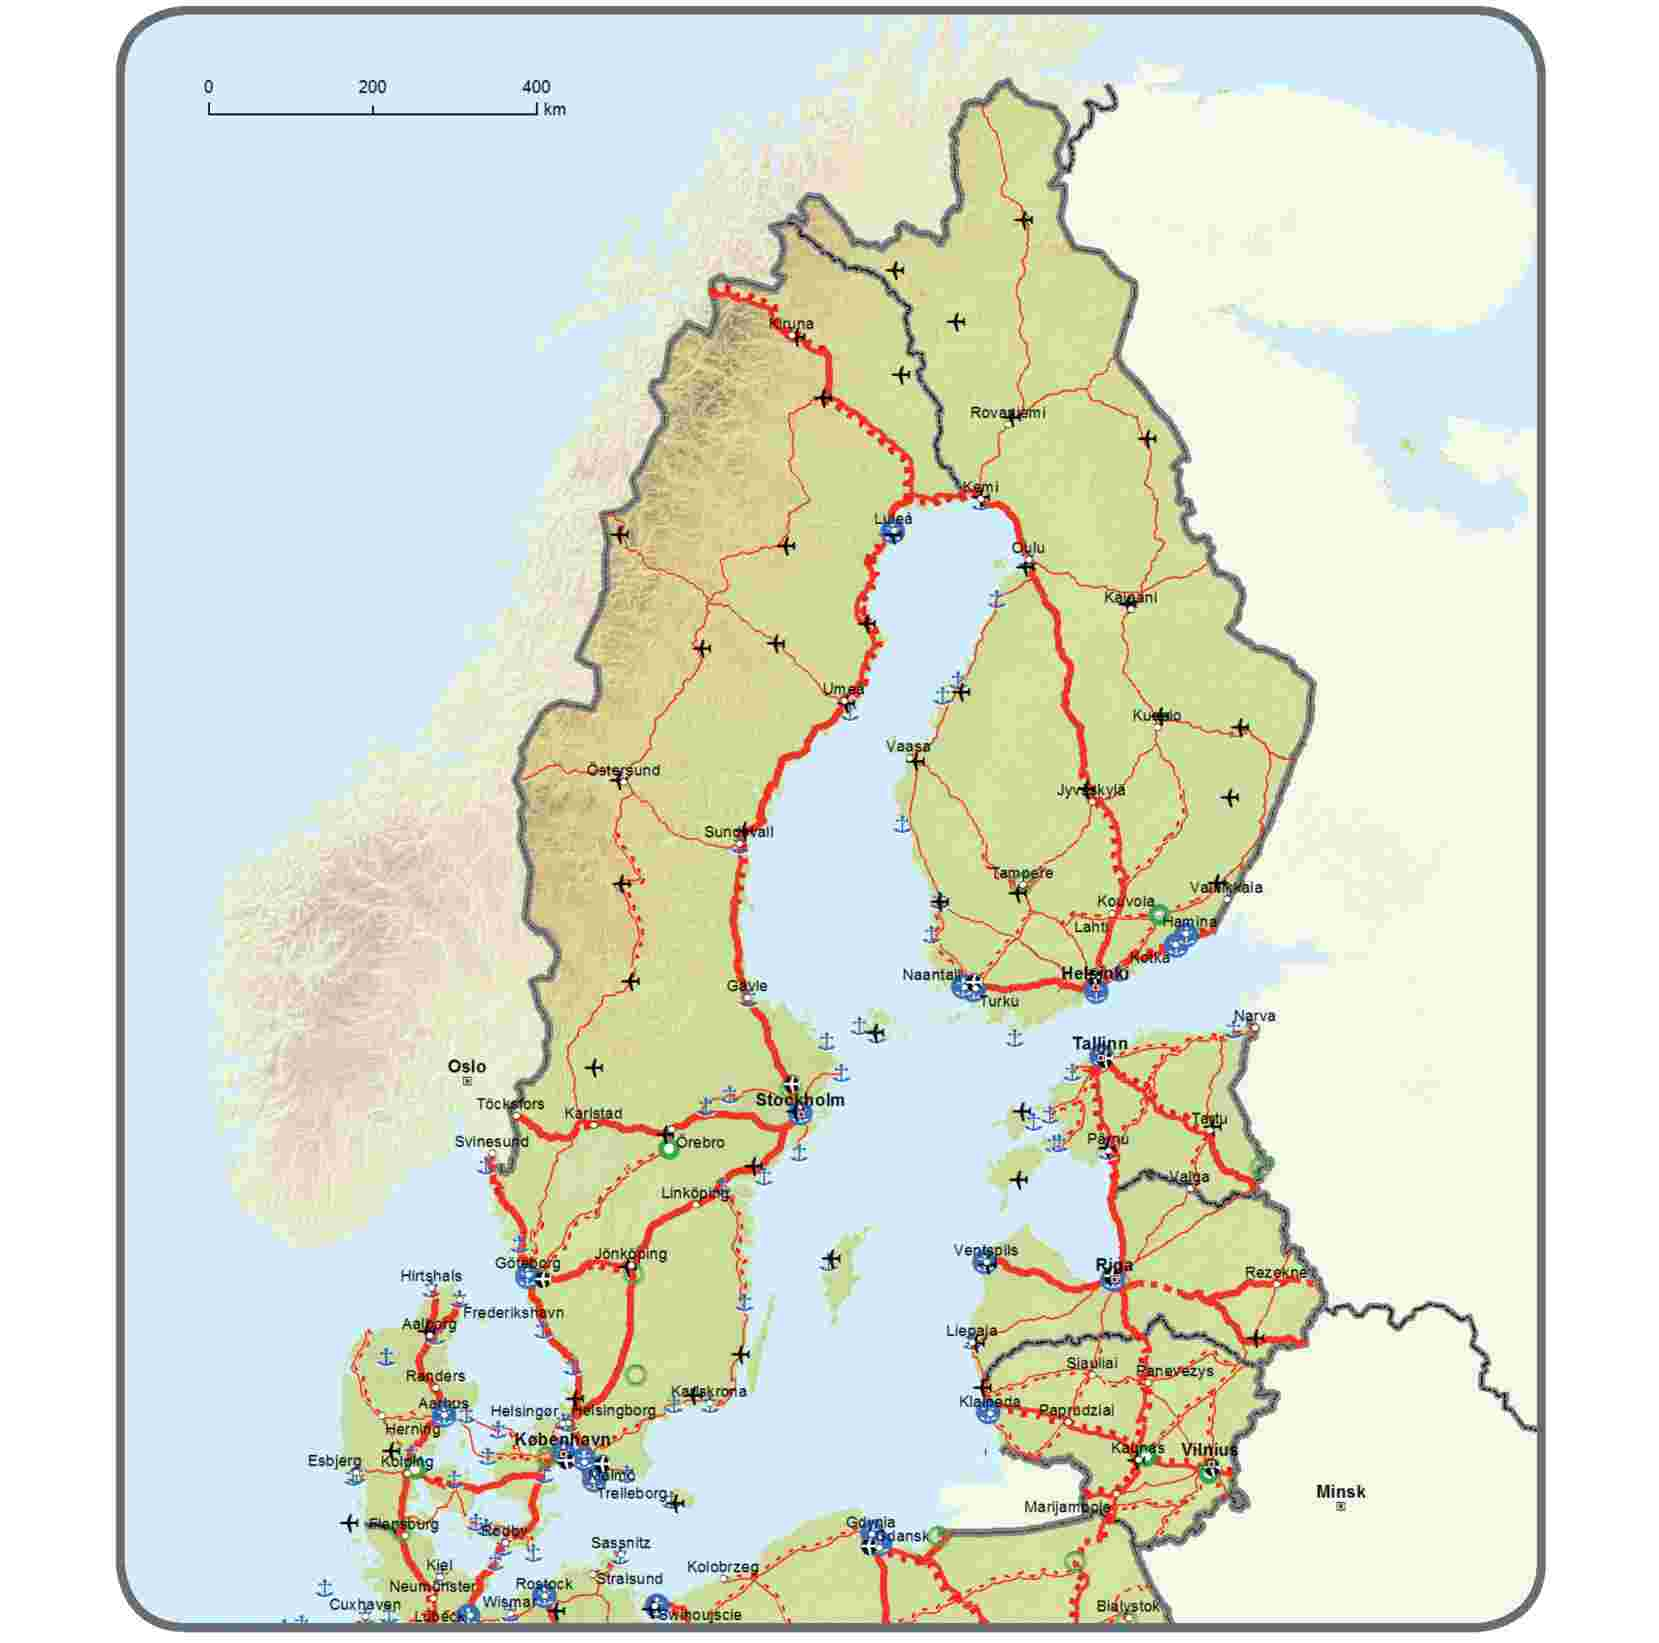 0 200 400
km
Kiruna
Rovaniemi
Kemi
Luleå
Oulu
Kajaani
Umeå
Kuopio
Vaasa
Östersund
Jyväskylä
Sundsvall
Tampere
Vainikkala
Kouvola
Hamina
Lahti
Kotka
Naantali
Helsinki
Gävle
Turku
Narva
Tallinn
Oslo
Stockholm
Töcksfors
Karlstad
Tartu
Örebro
Pärnu
Svinesund
Valga
Linköping
Ventspils
Jönköping
Göteborg
Riga
Rezekne
Hirtshals
Frederikshavn
Aalborg
Liepaja
Siauliai
Panevezys
Randers
Karlskrona
Aarhus
Helsingør
Helsingborg
Klaipeda
Paprudziai
Herning
København
Kaunas
Vilnius
Esbjerg
Kolding
Malmö
Minsk
Trelleborg
Marijampole
Flensburg
Rødby
Gdynia
Gdansk
Sassnitz
Kiel
Kolobrzeg
Neumünster
Rostock
Stralsund
Cuxhaven
Wismar
Lübeck
Swinoujscie
Bialystok